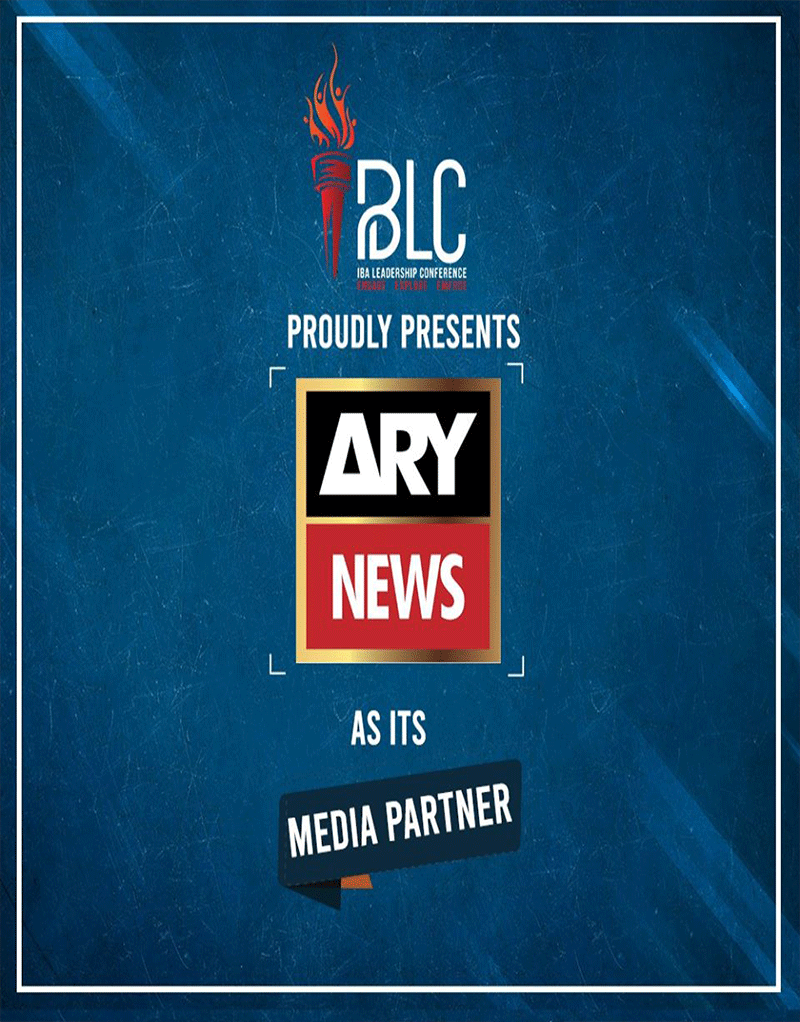 IBLC
IBA LEADERSHIP CONFERENCE
ENGAGE EXPLORE EMERGE
PROUDLY PRESENTS
ARY
NEWS
AS ITS
MEDIA PARTNER